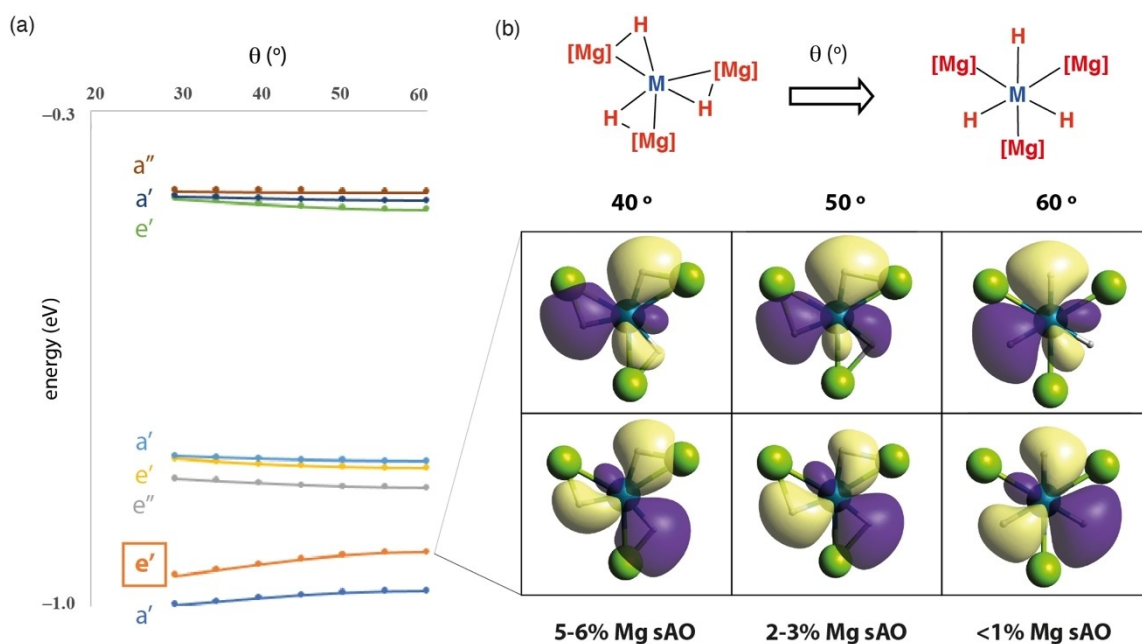 (a)
θ (°)
20 30 40 50 60
−0.3
a″
a′
e′
energy (eV)
a′
e′
e″
e′
a′
−1.0
(b)
H
[Mg]
[Mg]
M
H
H
[Mg]
θ (°)
H
[Mg]
[Mg]
M
H
H
[Mg]
40 º
50 º
60 º
5-6% Mg sAO
2-3% Mg sAO
<1% Mg sAO